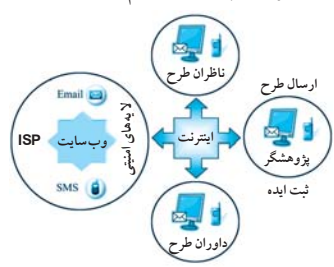 ناظران طرح
ارسال طرح
Email
لایه‌های امنیتی
ISP
وب‌سایت
اینترنت
پژوهشگر
SMS
ثبت ایده
داوران طرح